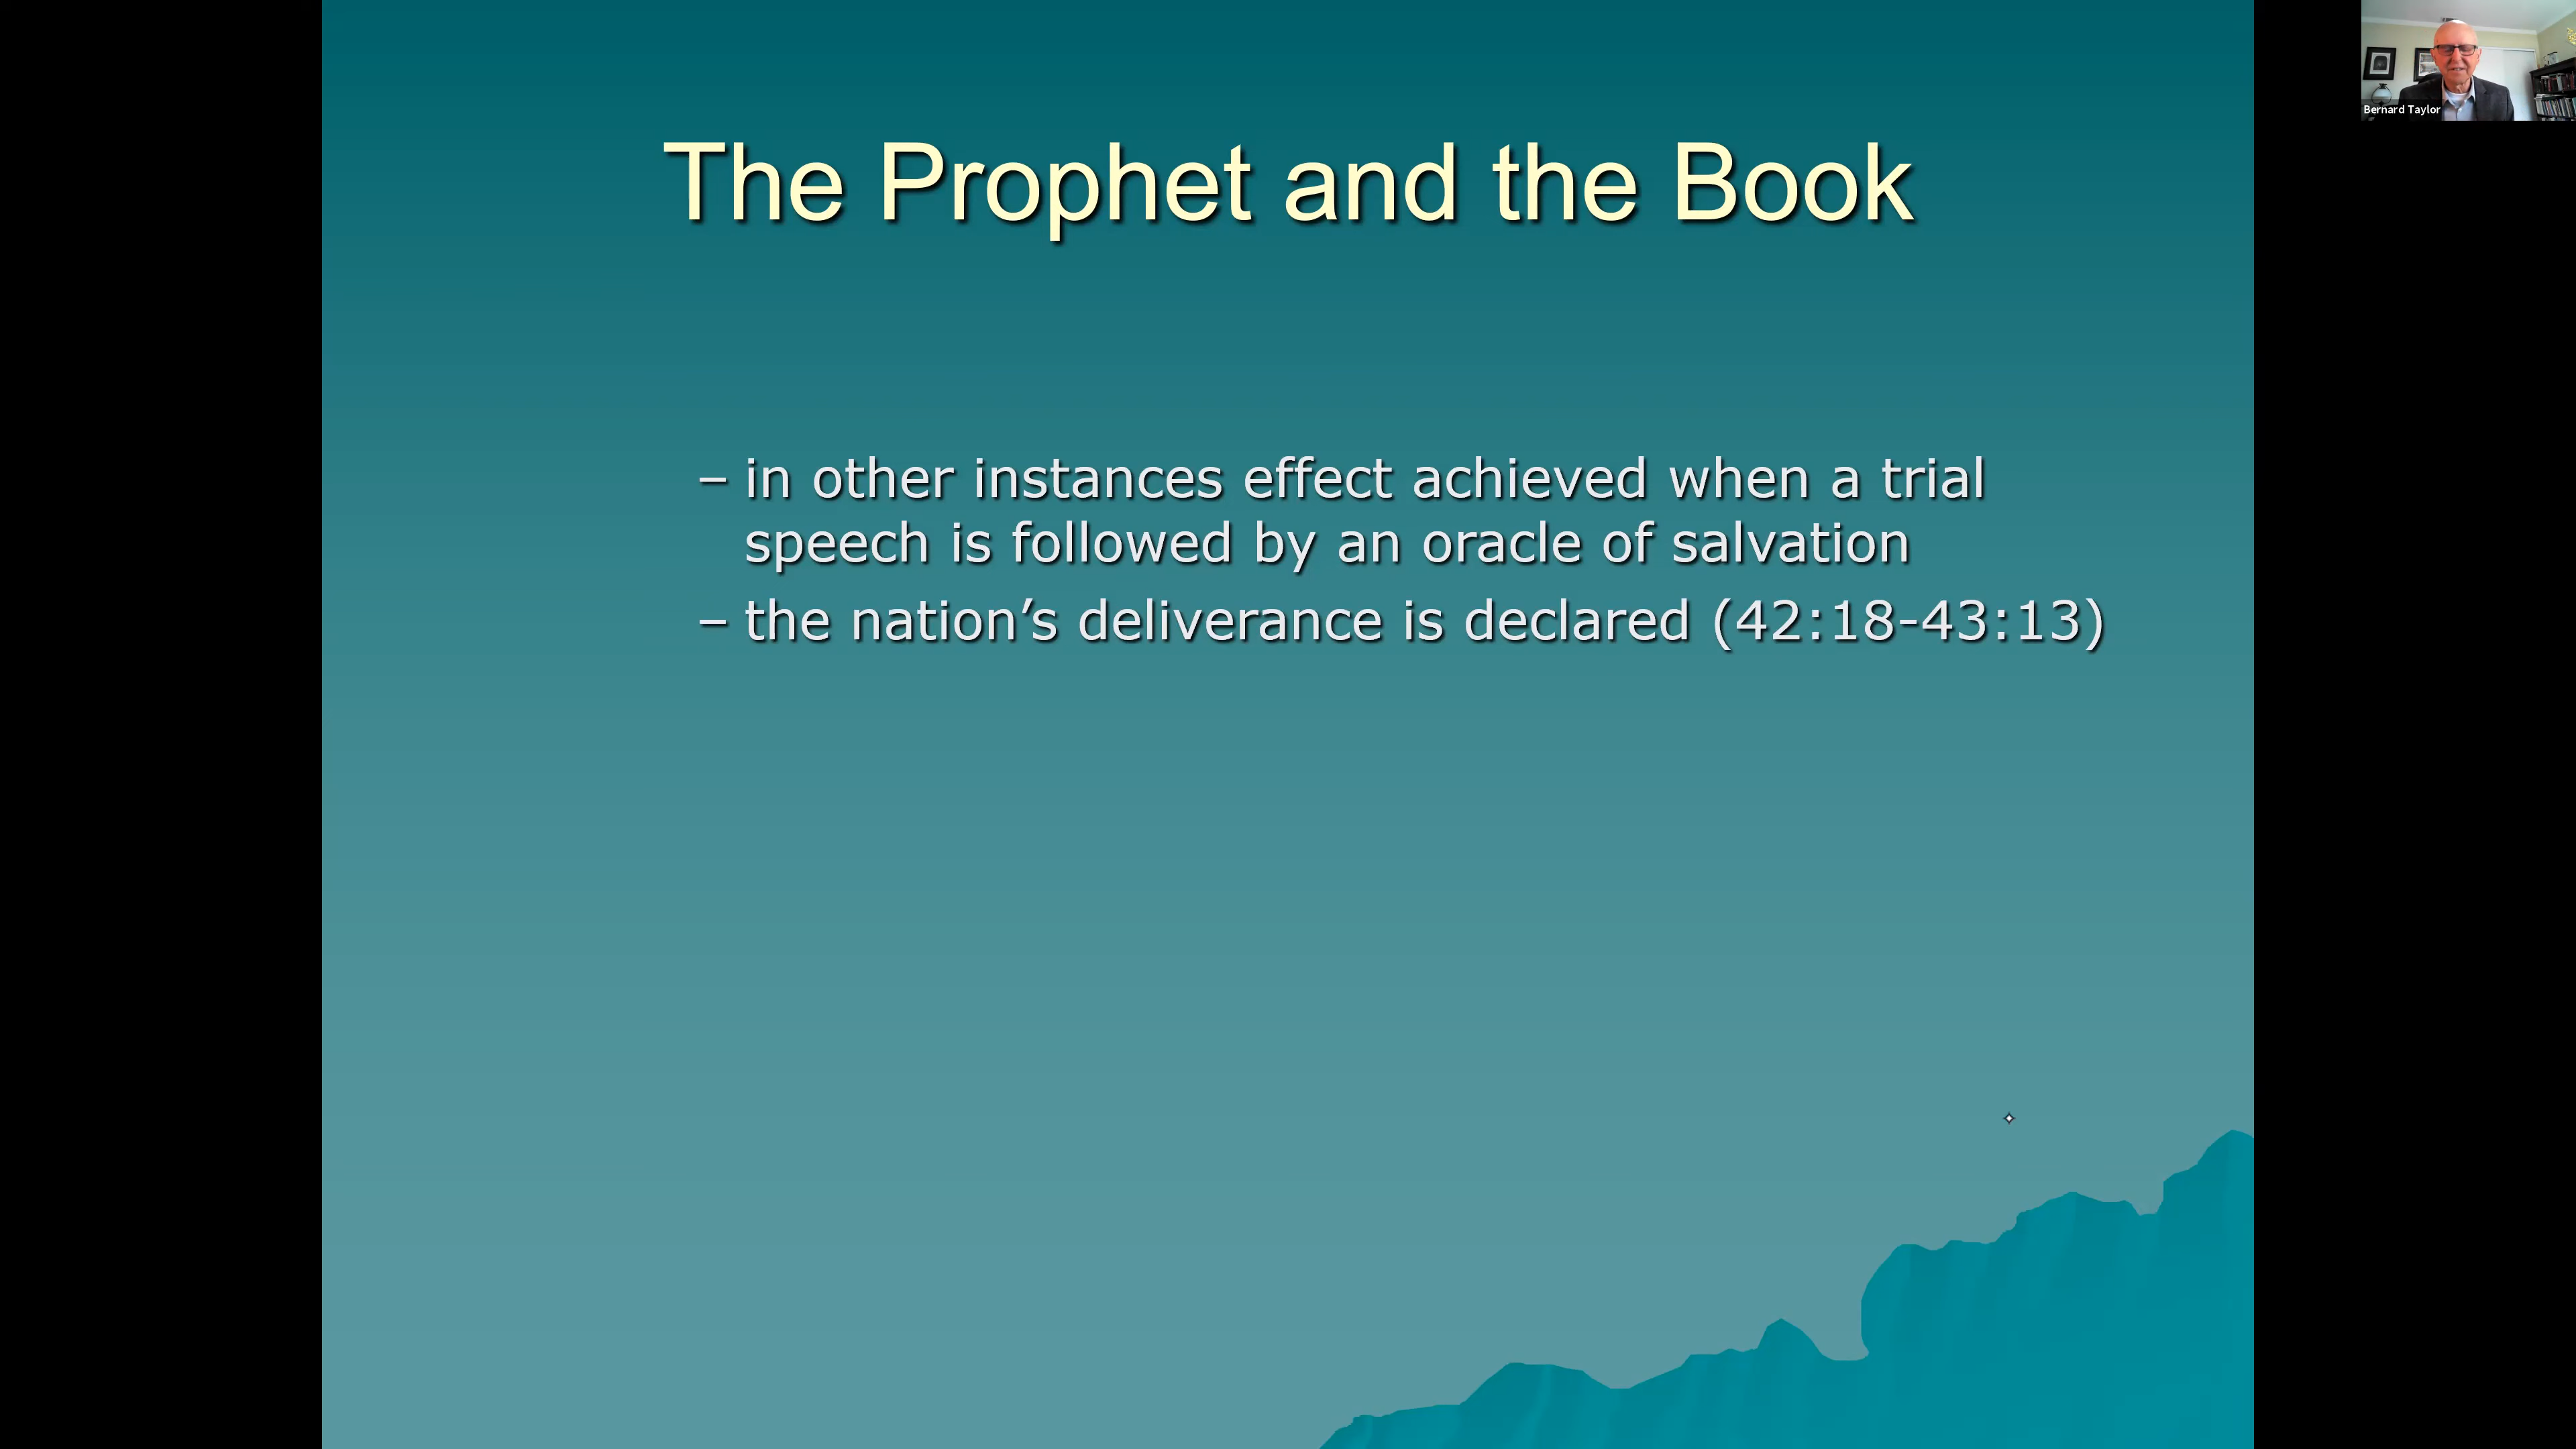 The Prophet and the Book
– in other instances effect achieved when a trial
speech is followed by an oracle of salvation
– the nation’s deliverance is declared (42:18-43:13)
Bernard Taylor